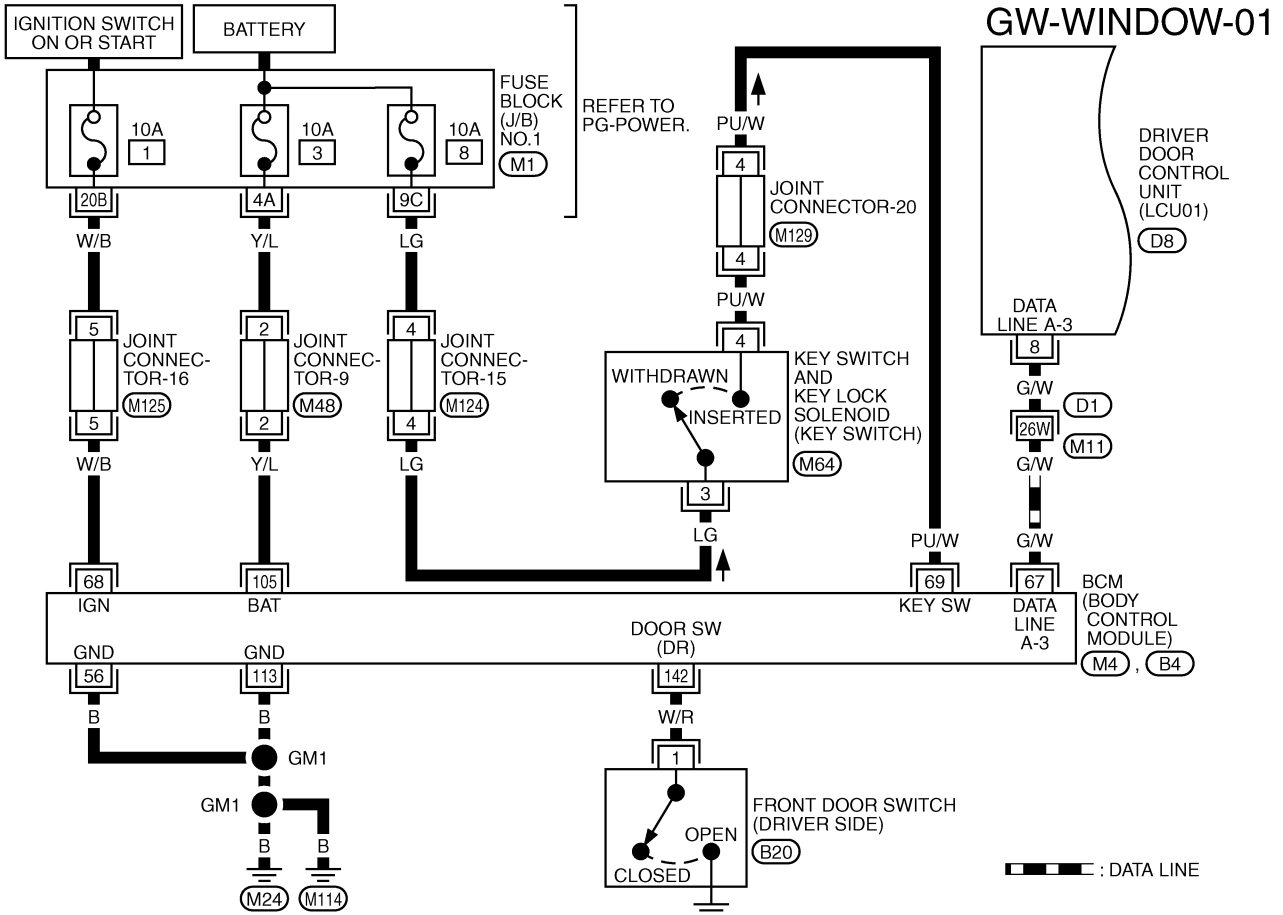 GW-WINDOW-01
IGNITION SWITCH
ON OR START
BATTERY
FUSE
BLOCK
(J/B)
NO.1
M1
REFER TO
PG-POWER.
10A
1
10A
3
10A
8
20B
4A
9C
W/B
Y/L
LG
5
JOINT
CONNEC-
TOR-16
M125
5
2
JOINT
CONNEC-
TOR-9
M48
2
4
JOINT
CONNEC-
TOR-15
M124
4
W/B
Y/L
LG
PU/W
4
JOINT
CONNECTOR-20
M129
4
PU/W
4
WITHDRAWN
INSERTED
KEY SWITCH
AND
KEY LOCK
SOLENOID
(KEY SWITCH)
M64
3
LG
DRIVER
DOOR
CONTROL
UNIT
(LCU01)
D8
DATA
LINE A-3
8
G/W
D1
26W
M11
G/W
PU/W
G/W
68
105
69
67
IGN
BAT
KEY SW
DATA
LINE
A-3
BCM
(BODY
CONTROL
MODULE)
M4 , B4
GND
GND
DOOR SW
(DR)
56
113
142
B
B
W/R
GM1
GM1
B
B
M24
M114
1
OPEN
CLOSED
FRONT DOOR SWITCH
(DRIVER SIDE)
B20
: DATA LINE